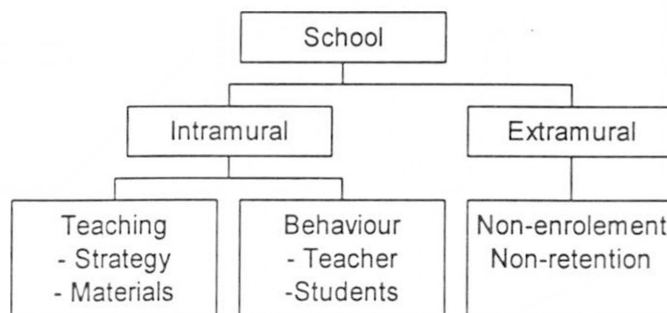 School
Intramural
Extramural
Teaching
- Strategy
- Materials
Behaviour
- Teacher
-Students
Non-enrolement
Non-retention